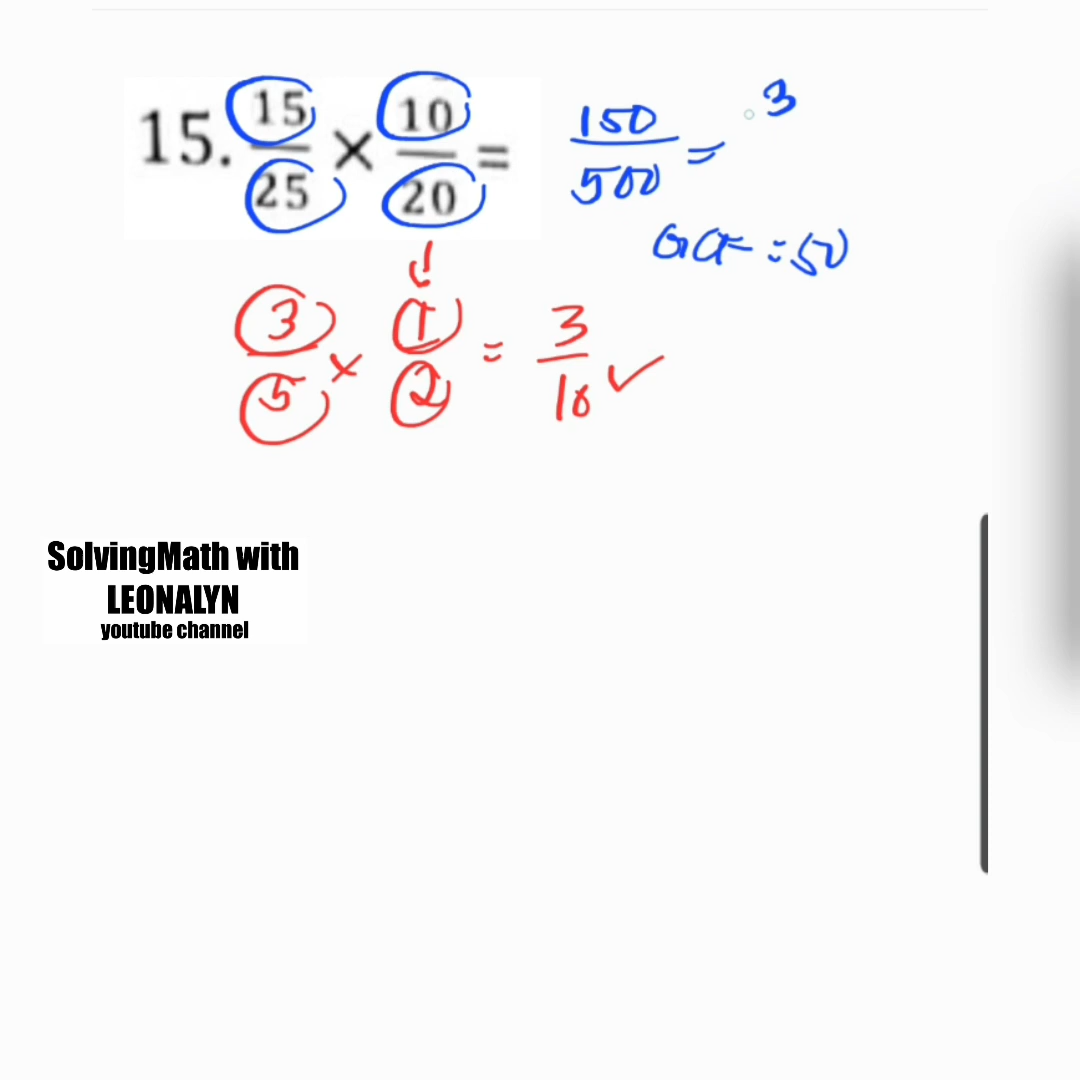 15. 15/25 × 10/20 = 150/500 = 3
GCF = 50
3/5 × 1/2 = 3/10 ✓
SolvingMath with
LEONALYN
youtube channel